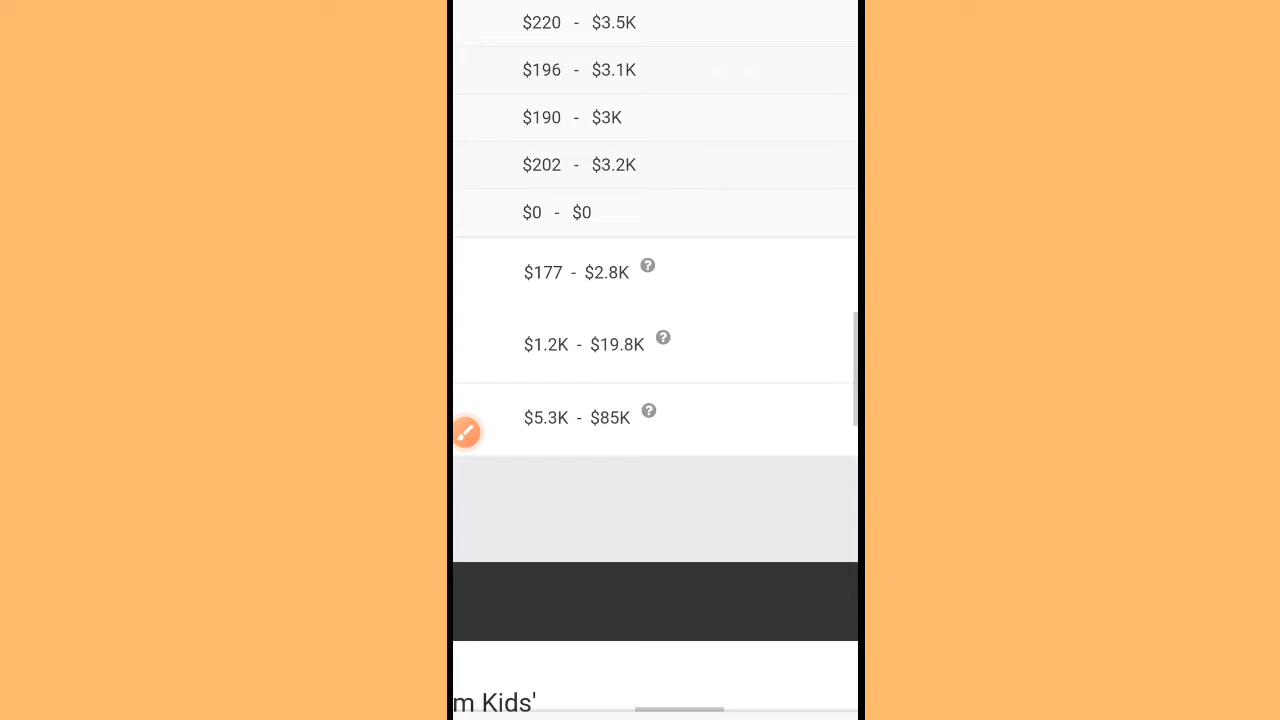 $220 - $3.5K
$196 - $3.1K
$190 - $3K
$202 - $3.2K
$0 - $0
$177 - $2.8K ?
$1.2K - $19.8K ?
$5.3K - $85K ?
m Kids'